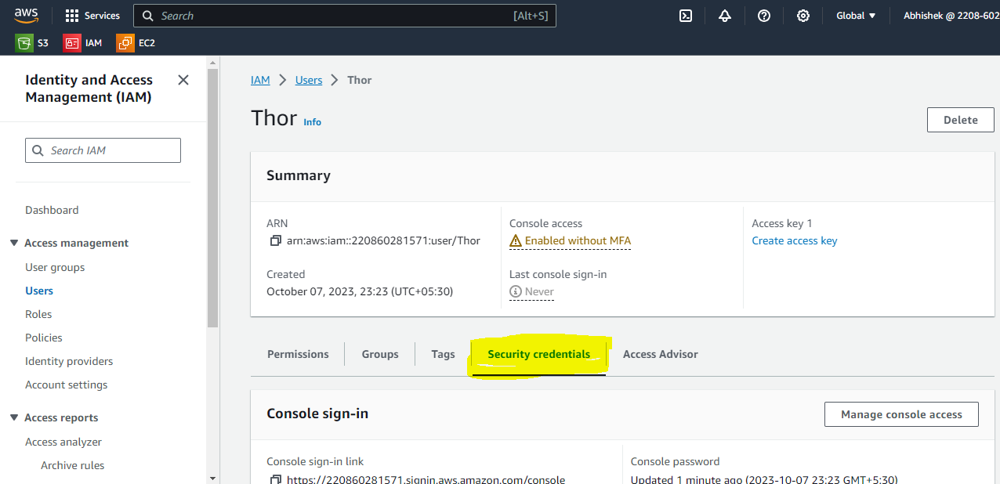 aws Services Search [Alt+S] Global Abhishek @ 2208-602
S3 IAM EC2
Identity and Access
Management (IAM)
Search IAM
Dashboard
Access management
User groups
Users
Roles
Policies
Identity providers
Account settings
Access reports
Access analyzer
Archive rules
IAM > Users > Thor
Thor Info
Delete
Summary
ARN
arn:aws:iam::220860281571:user/Thor
Created
October 07, 2023, 23:23 (UTC+05:30)
Console access
Enabled without MFA
Last console sign-in
Never
Access key 1
Create access key
Permissions Groups Tags Security credentials Access Advisor
Console sign-in
Manage console access
Console sign-in link
https://220860281571.signin.aws.amazon.com/console
Console password
Updated 1 minute ago (2023-10-07 23:23 GMT+5:30)